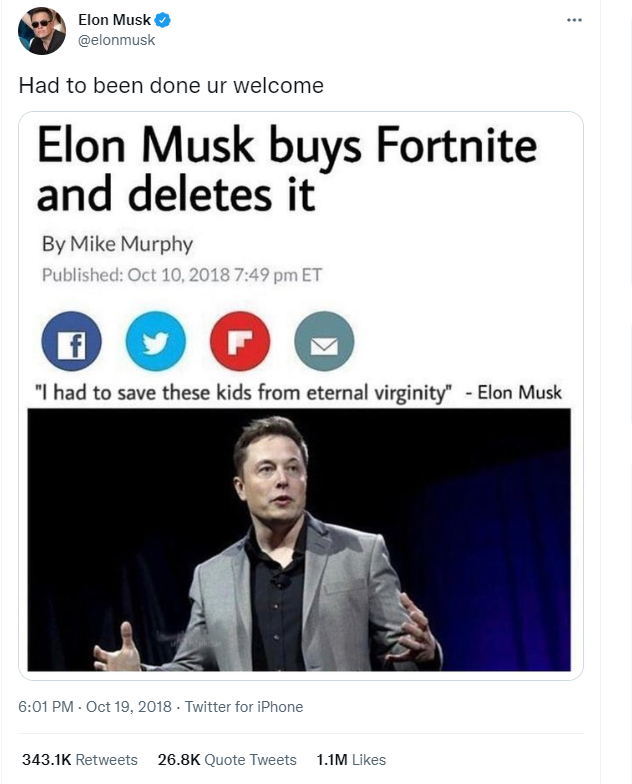 Elon Musk
@elonmusk
Had to been done ur welcome
Elon Musk buys Fortnite
and deletes it
By Mike Murphy
Published: Oct 10, 2018 7:49 pm ET
"I had to save these kids from eternal virginity" - Elon Musk
6:01 PM · Oct 19, 2018 · Twitter for iPhone
343.1K Retweets 26.8K Quote Tweets 1.1M Likes